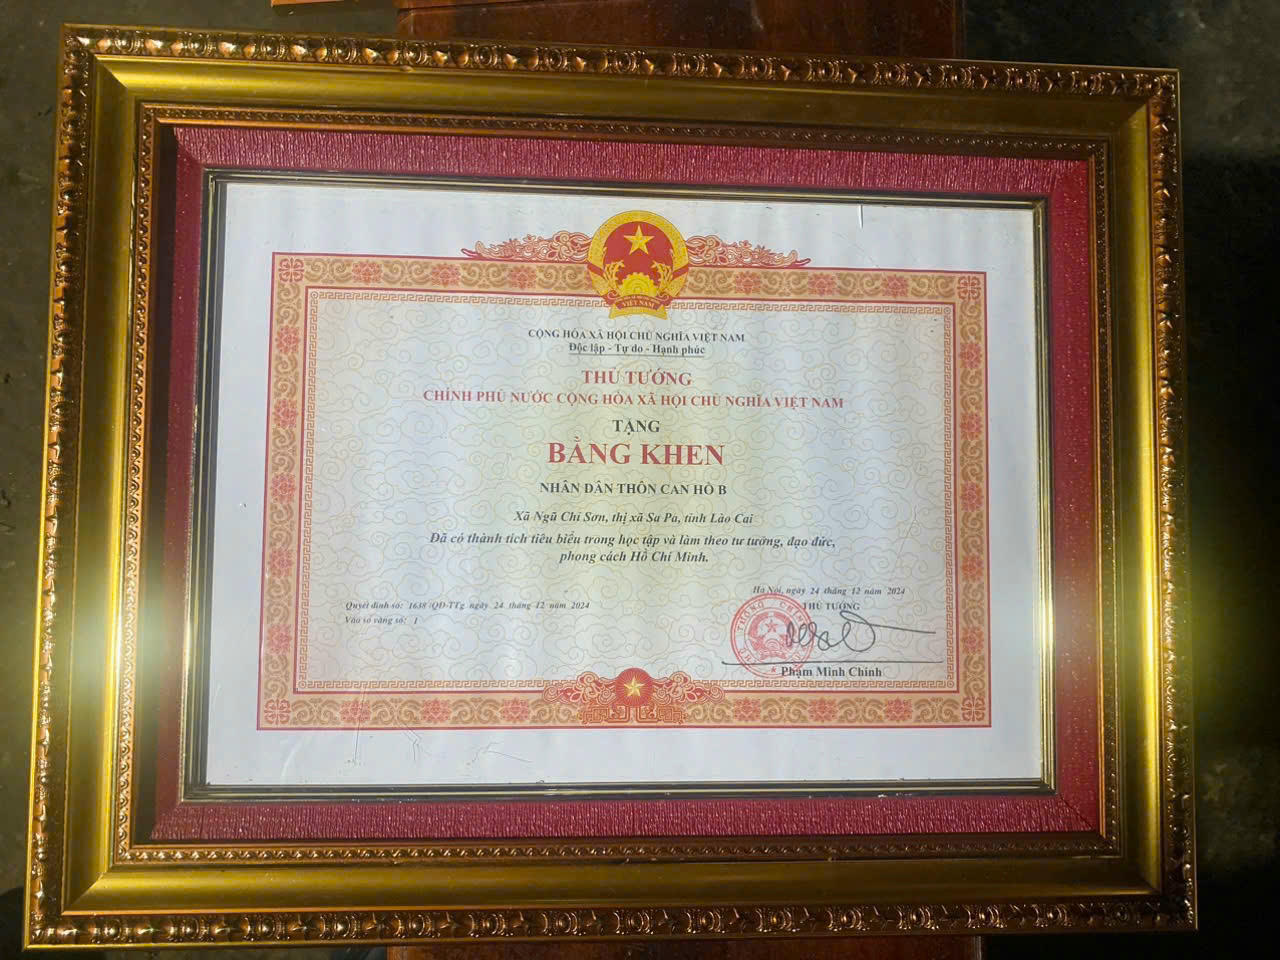 VIỆT NAM
CỘNG HÒA XÃ HỘI CHỦ NGHĨA VIỆT NAM
Độc lập - Tự do - Hạnh phúc
THỦ TƯỚNG
CHÍNH PHỦ NƯỚC CỘNG HÒA XÃ HỘI CHỦ NGHĨA VIỆT NAM
TẶNG
BẰNG KHEN
NHÂN DÂN THÔN CAN HỒ B
Xã Ngũ Chỉ Sơn, thị xã Sa Pa, tỉnh Lào Cai
Đã có thành tích tiêu biểu trong học tập và làm theo tư tưởng, đạo đức,
phong cách Hồ Chí Minh.
Quyết định số: 1638 /QĐ-TTg ngày 24 tháng 12 năm 2024
Vào sổ vàng số: 1
Hà Nội, ngày 24 tháng 12 năm 2024
THỦ TƯỚNG
Phạm Minh Chính